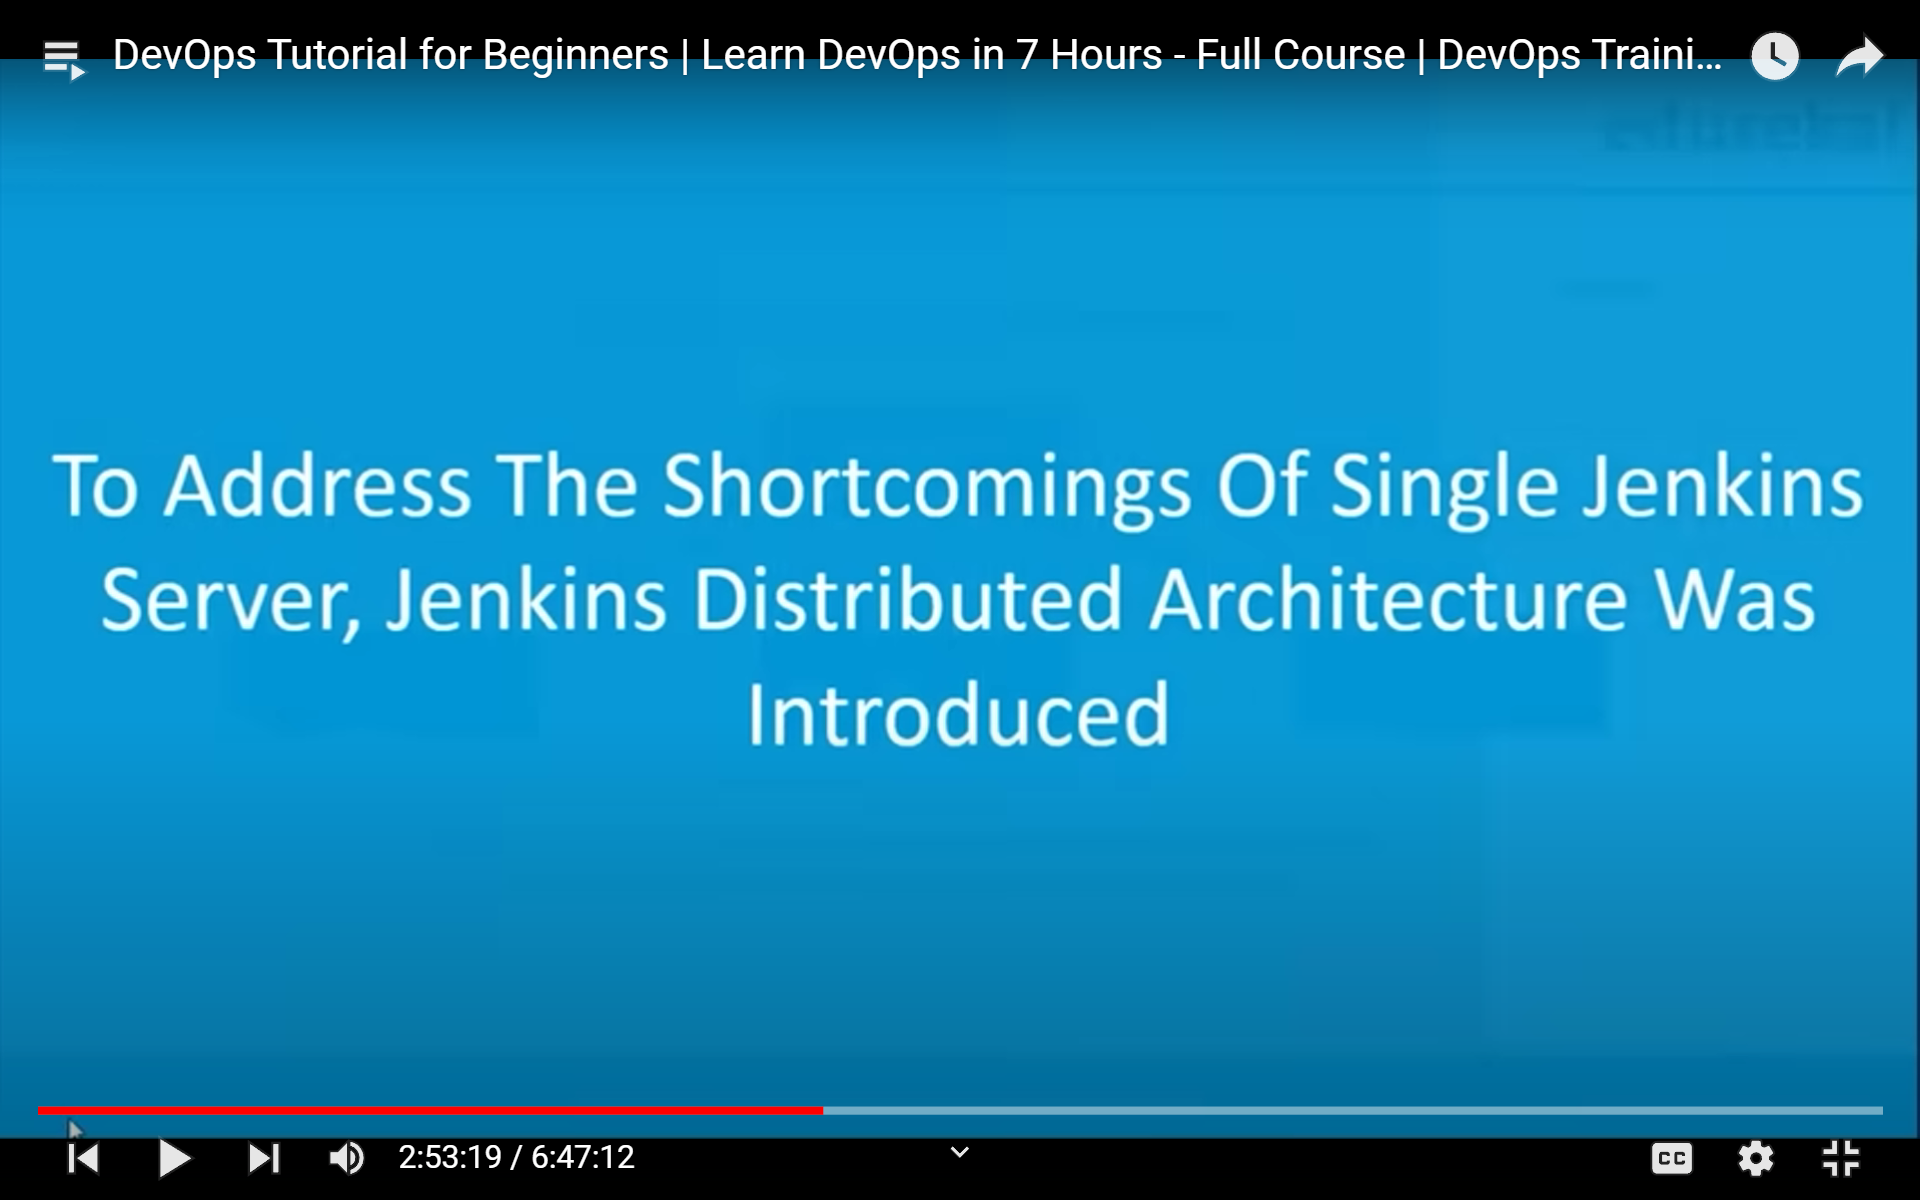 DevOps Tutorial for Beginners | Learn DevOps in 7 Hours - Full Course | DevOps Traini...
To Address The Shortcomings Of Single Jenkins
Server, Jenkins Distributed Architecture Was
Introduced
2:53:19 / 6:47:12
CC